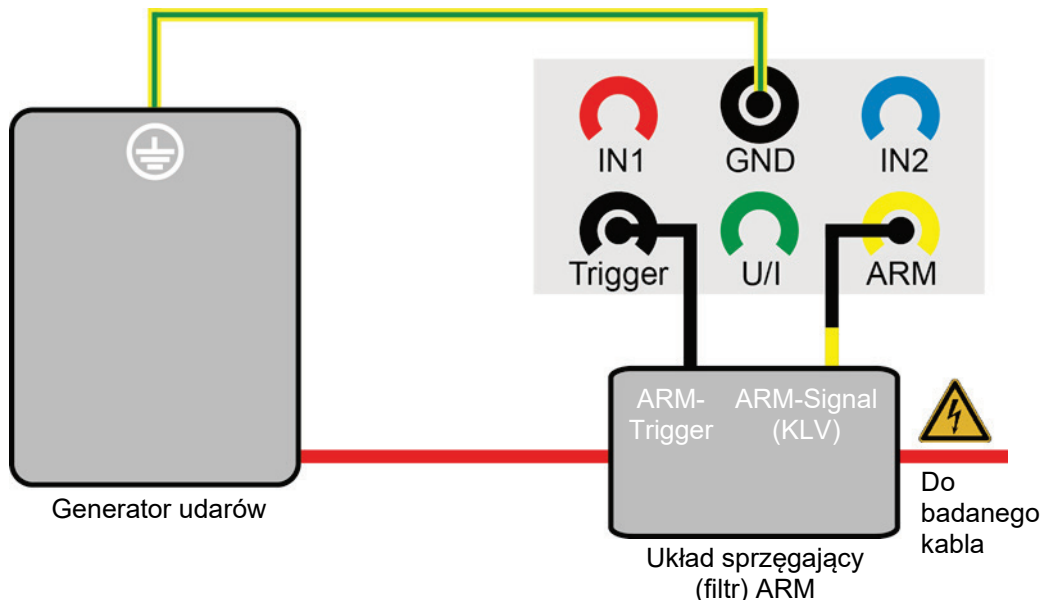 IN1
GND
IN2
Trigger
U/I
ARM
ARM-
Trigger
ARM-Signal
(KLV)
Generator udarów
Do
badanego
kabla
Układ sprzęgający
(filtr) ARM